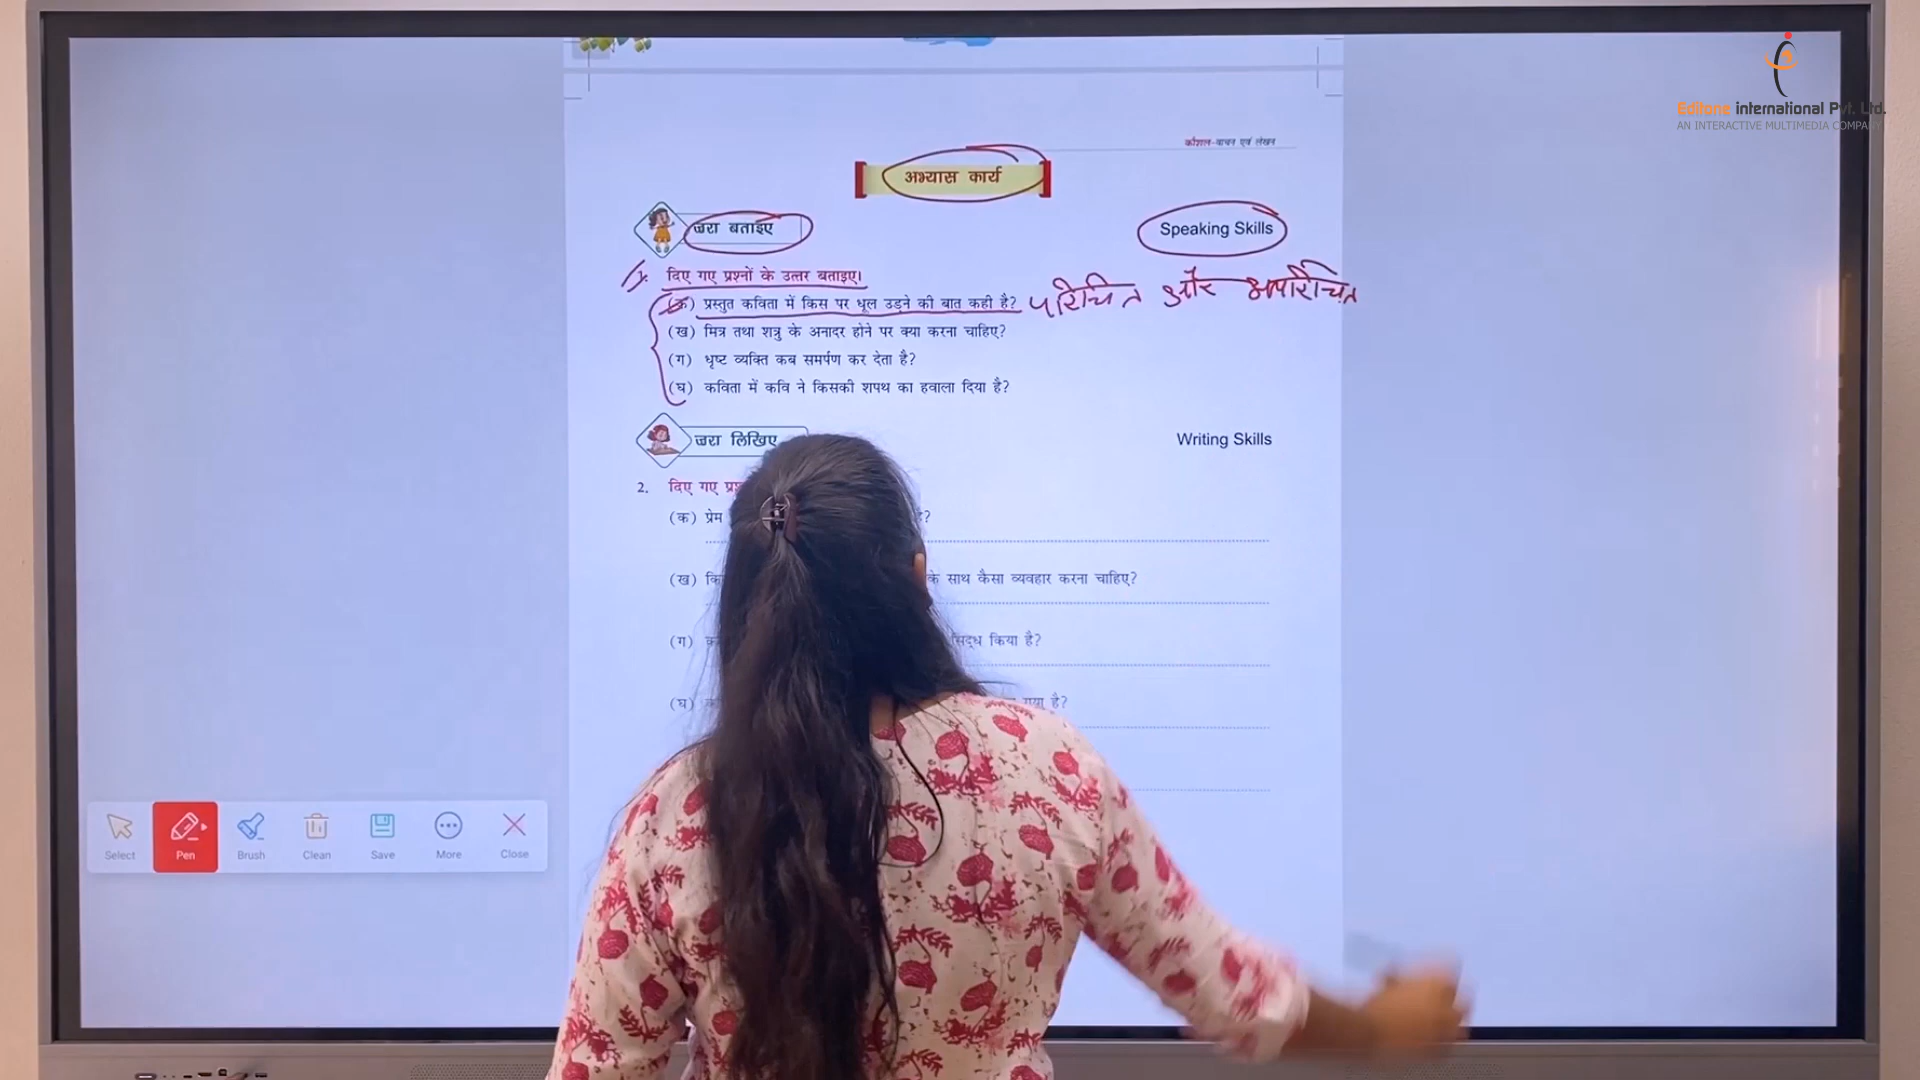 Editone international Pvt. Ltd.
AN INTERACTIVE MULTIMEDIA COMPANY
कौशल-वाचन एवं लेखन
अभ्यास कार्य
ज़रा बताइए
Speaking Skills
1. दिए गए प्रश्नों के उत्तर बताइए।
(क) प्रस्तुत कविता में किस पर धूल उड़ने की बात कही है? परिचित और अपरिचित
(ख) मित्र तथा शत्रु के अनादर होने पर क्या करना चाहिए?
(ग) धृष्ट व्यक्ति कब समर्पण कर देता है?
(घ) कविता में कवि ने किसकी शपथ का हवाला दिया है?
ज़रा लिखिए
Writing Skills
2. दिए गए
(क) प्रेम है?
(ख) के साथ कैसा व्यवहार करना चाहिए?
(ग) सिद्ध किया है?
(घ) गया है?
Select Pen Brush Clean Save More Close